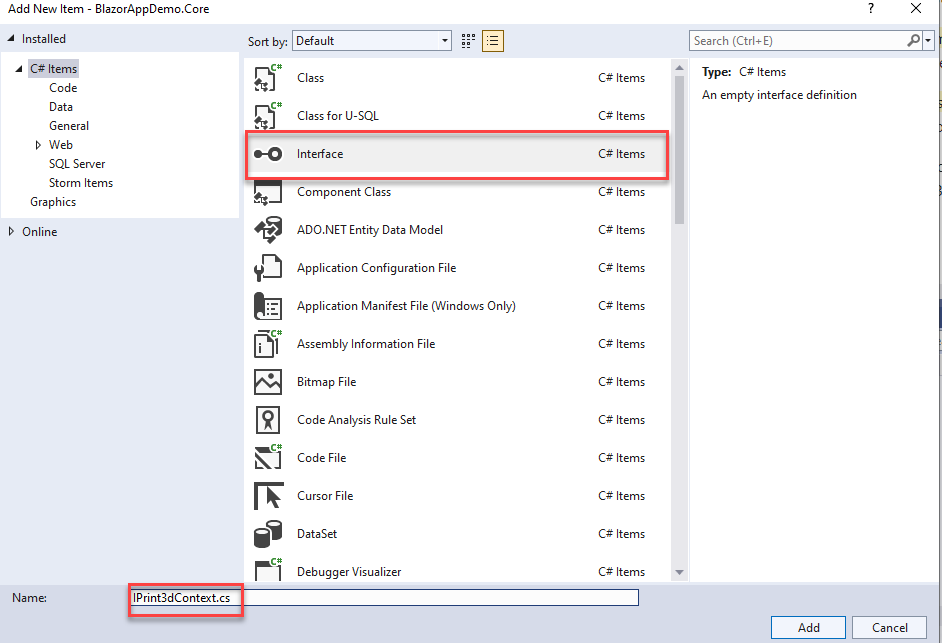 Add New Item - BlazorAppDemo.Core
?
Installed
Sort by: Default
Search (Ctrl+E)
C# Items
Code
Data
General
Web
SQL Server
Storm Items
Graphics
Online
C# Class C# Items
C# Class for U-SQL C# Items
Interface C# Items
Component Class C# Items
ADO.NET Entity Data Model C# Items
Application Configuration File C# Items
Application Manifest File (Windows Only) C# Items
C# Assembly Information File C# Items
Bitmap File C# Items
Code Analysis Rule Set C# Items
C# Code File C# Items
Cursor File C# Items
DataSet C# Items
C# Debugger Visualizer C# Items
Type: C# Items
An empty interface definition
Name: IPrint3dContext.cs
Add Cancel